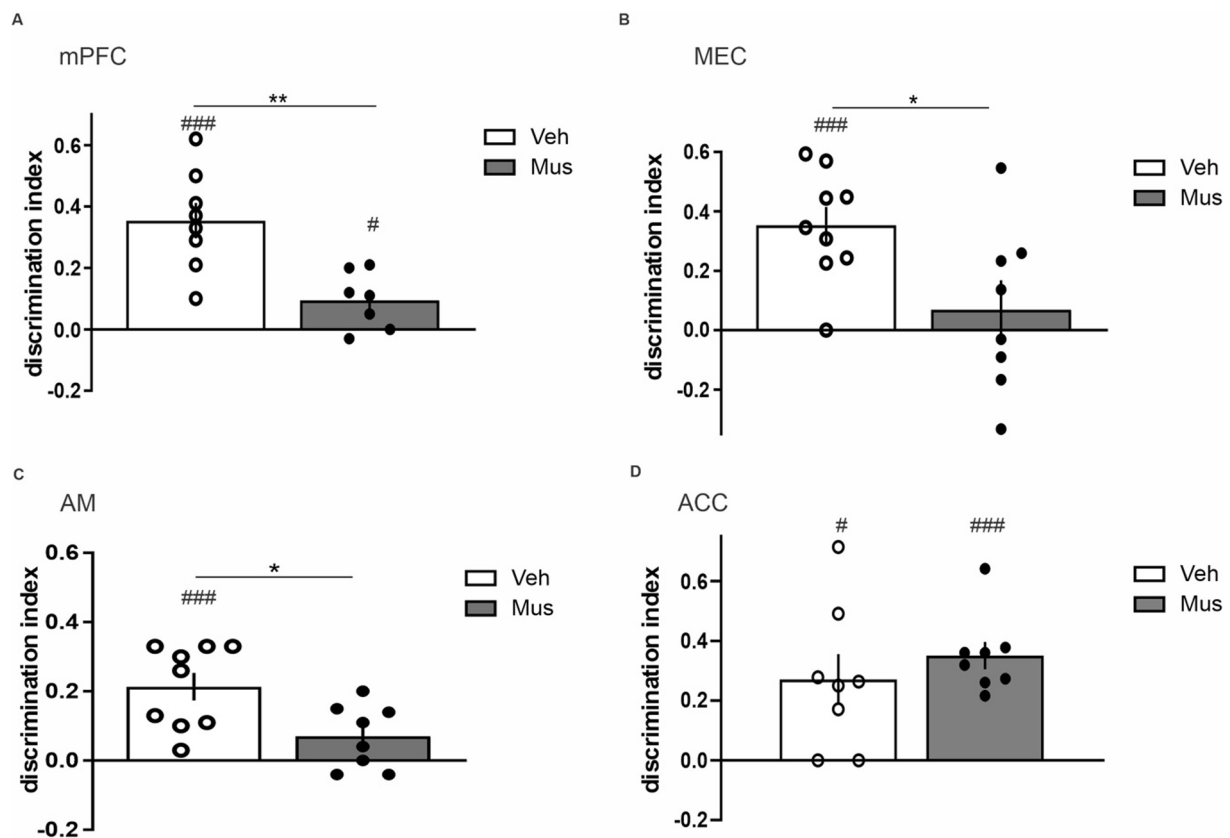 A
mPFC
**
###
#
Veh
Mus
discrimination index
0.6
0.4
0.2
0.0
-0.2
B
MEC
*
###
Veh
Mus
discrimination index
0.6
0.4
0.2
0.0
-0.2
C
AM
*
###
Veh
Mus
discrimination index
0.6
0.4
0.2
0.0
-0.2
D
ACC
#
###
Veh
Mus
discrimination index
0.6
0.4
0.2
0.0
-0.2